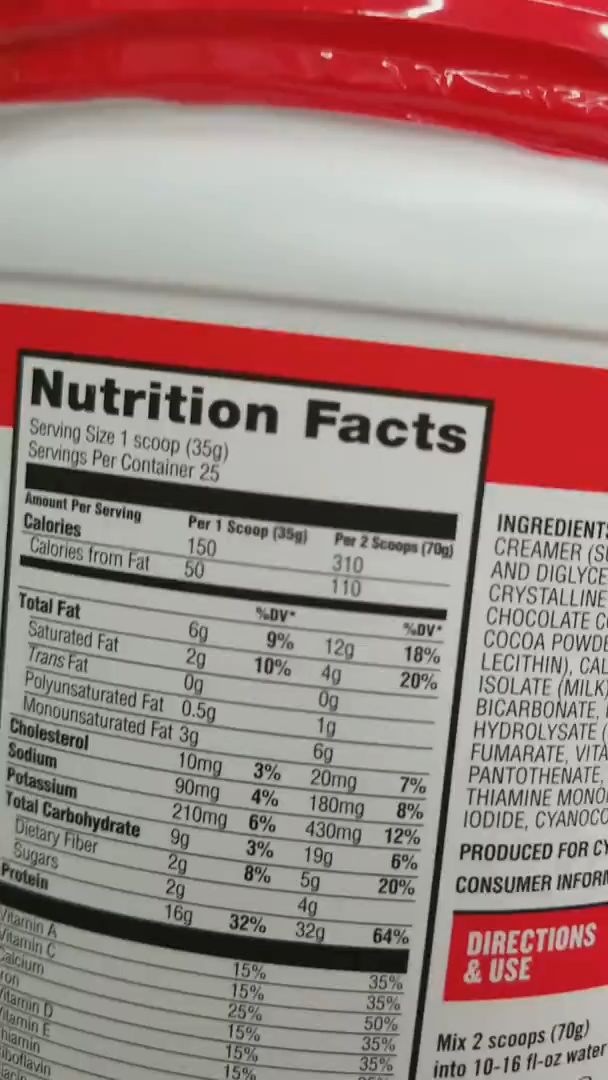 Nutrition Facts
Serving Size 1 scoop (35g)
Servings Per Container 25
Amount Per Serving Per 1 Scoop (35g) Per 2 Scoops (70g)
Calories 150 310
Calories from Fat 50 110
%DV* %DV*
Total Fat 6g 9% 12g 18%
Saturated Fat 2g 10% 4g 20%
Trans Fat 0g 0g
Polyunsaturated Fat 0.5g 1g
Monounsaturated Fat 3g 6g
Cholesterol 10mg 3% 20mg 7%
Sodium 90mg 4% 180mg 8%
Potassium 210mg 6% 430mg 12%
Total Carbohydrate 9g 3% 19g 6%
Dietary Fiber 2g 8% 5g 20%
Sugars 2g 4g
Protein 16g 32% 32g 64%
Vitamin A 15% 35%
Vitamin C 15% 35%
Calcium 25% 50%
ron 15% 35%
Vitamin D 15% 35%
Vitamin E 15%
hiamin
iboflavin
INGREDIENTS
CREAMER (S
AND DIGLYCE
CRYSTALLINE
CHOCOLATE C
COCOA POWDE
LECITHIN), CAL
ISOLATE (MILK
BICARBONATE,
HYDROLYSATE (
FUMARATE, VITA
PANTOTHENATE,
THIAMINE MONO
IODIDE, CYANOCO
PRODUCED FOR CY
CONSUMER INFORM
DIRECTIONS
& USE
Mix 2 scoops (70g)
into 10-16 fl-oz water